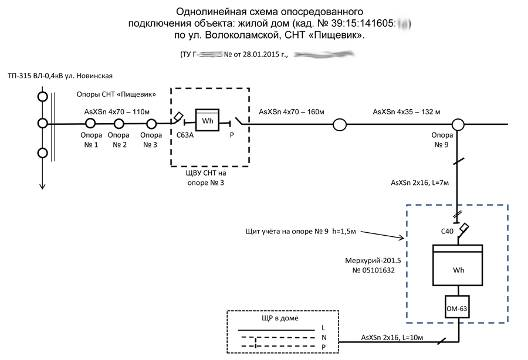 Однолинейная схема опосредованного
подключения объекта: жилой дом (кад. № 39:15:141605:
по ул. Волоколамской, СНТ «Пищевик».
(ТУ Г- № от 28.01.2015 г.,
ТП-315 ВЛ-0,4кВ ул. Новинская
Опоры СНТ «Пищевик»
AsXSn 4x70 – 110м
AsXSn 4x70 – 160м
AsXSn 4x35 – 132 м
Wh
С63А
Р
Опора
№ 1
Опора
№ 2
Опора
№ 3
Опора
№ 9
ЩВУ СНТ на
опоре № 3
AsXSn 2x16, L=7м
Щит учёта на опоре № 9 h=1,5м
С40
Меркурий-201.5
№ 05101632
Wh
ОМ-63
ЩР в доме
L
N
P
AsXSn 2x16, L=10м